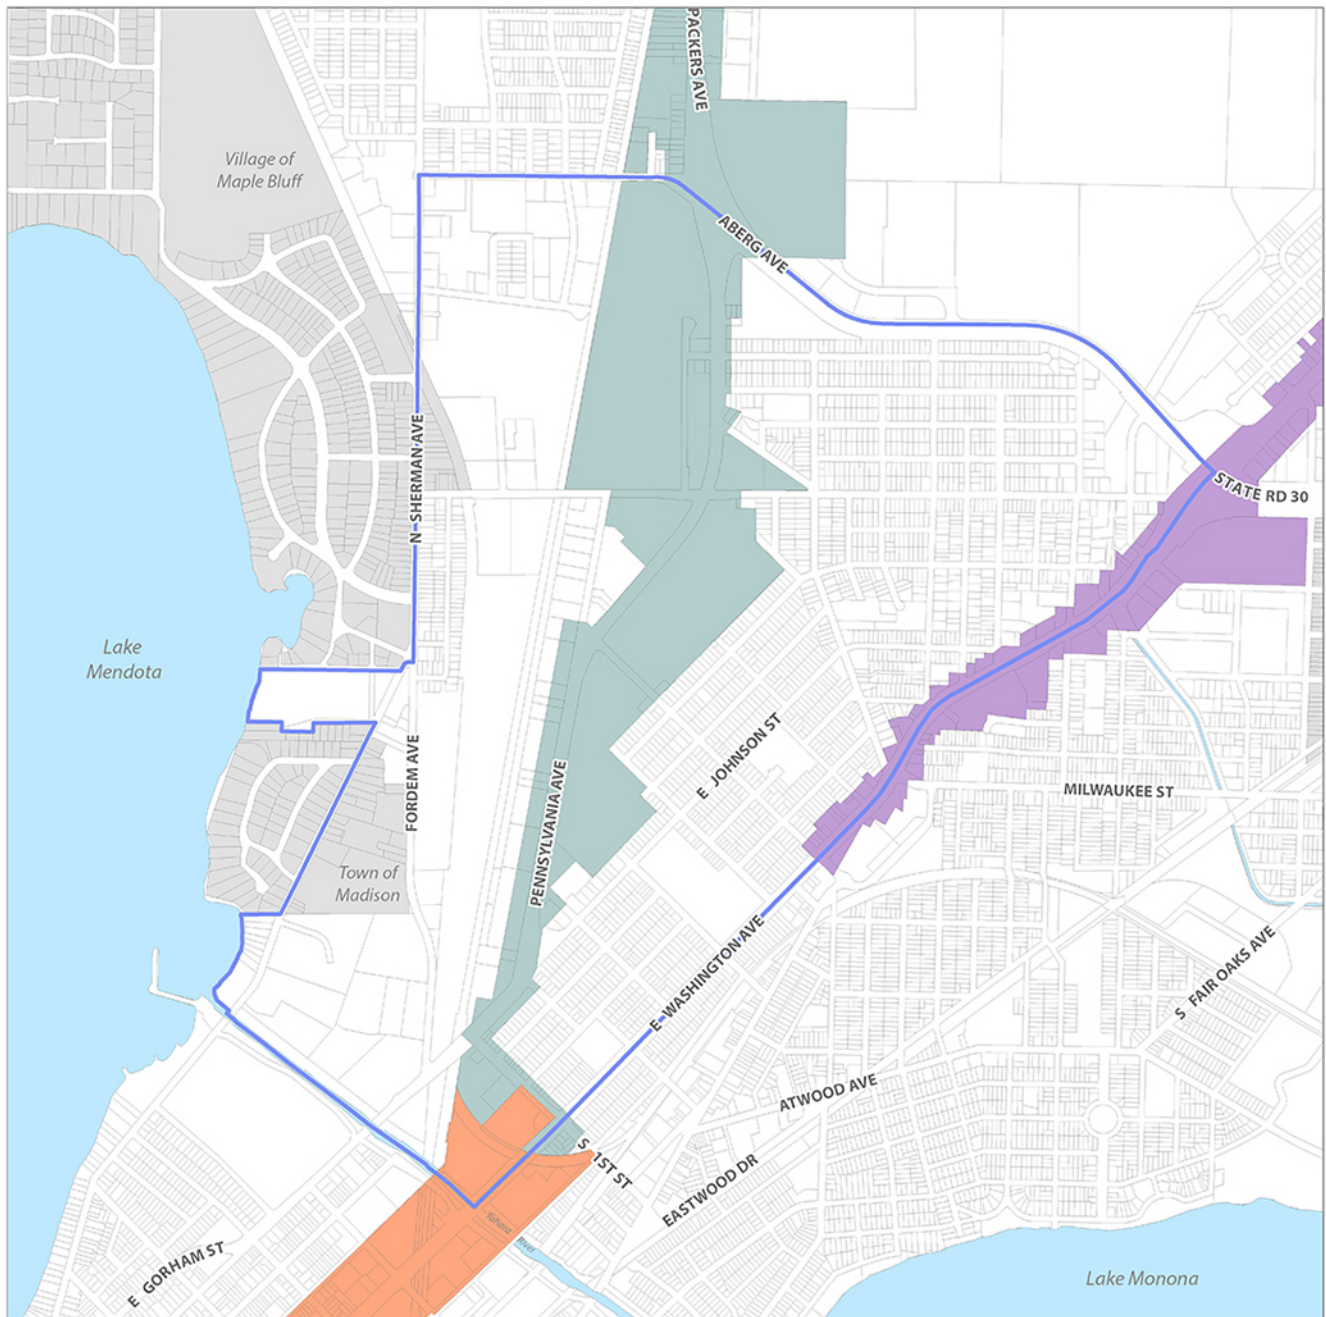 PACKERS AVE
Village of
Maple Bluff
ABERG AVE
N SHERMAN AVE
STATE RD 30
Lake
Mendota
E JOHNSON ST
FORDEM AVE
MILWAUKEE ST
PENNSYLVANIA AVE
Town of
Madison
E WASHINGTON AVE
S FAIR OAKS AVE
ATWOOD AVE
S 1ST ST
EASTWOOD DR
Yahara River
E GORHAM ST
Lake Monona